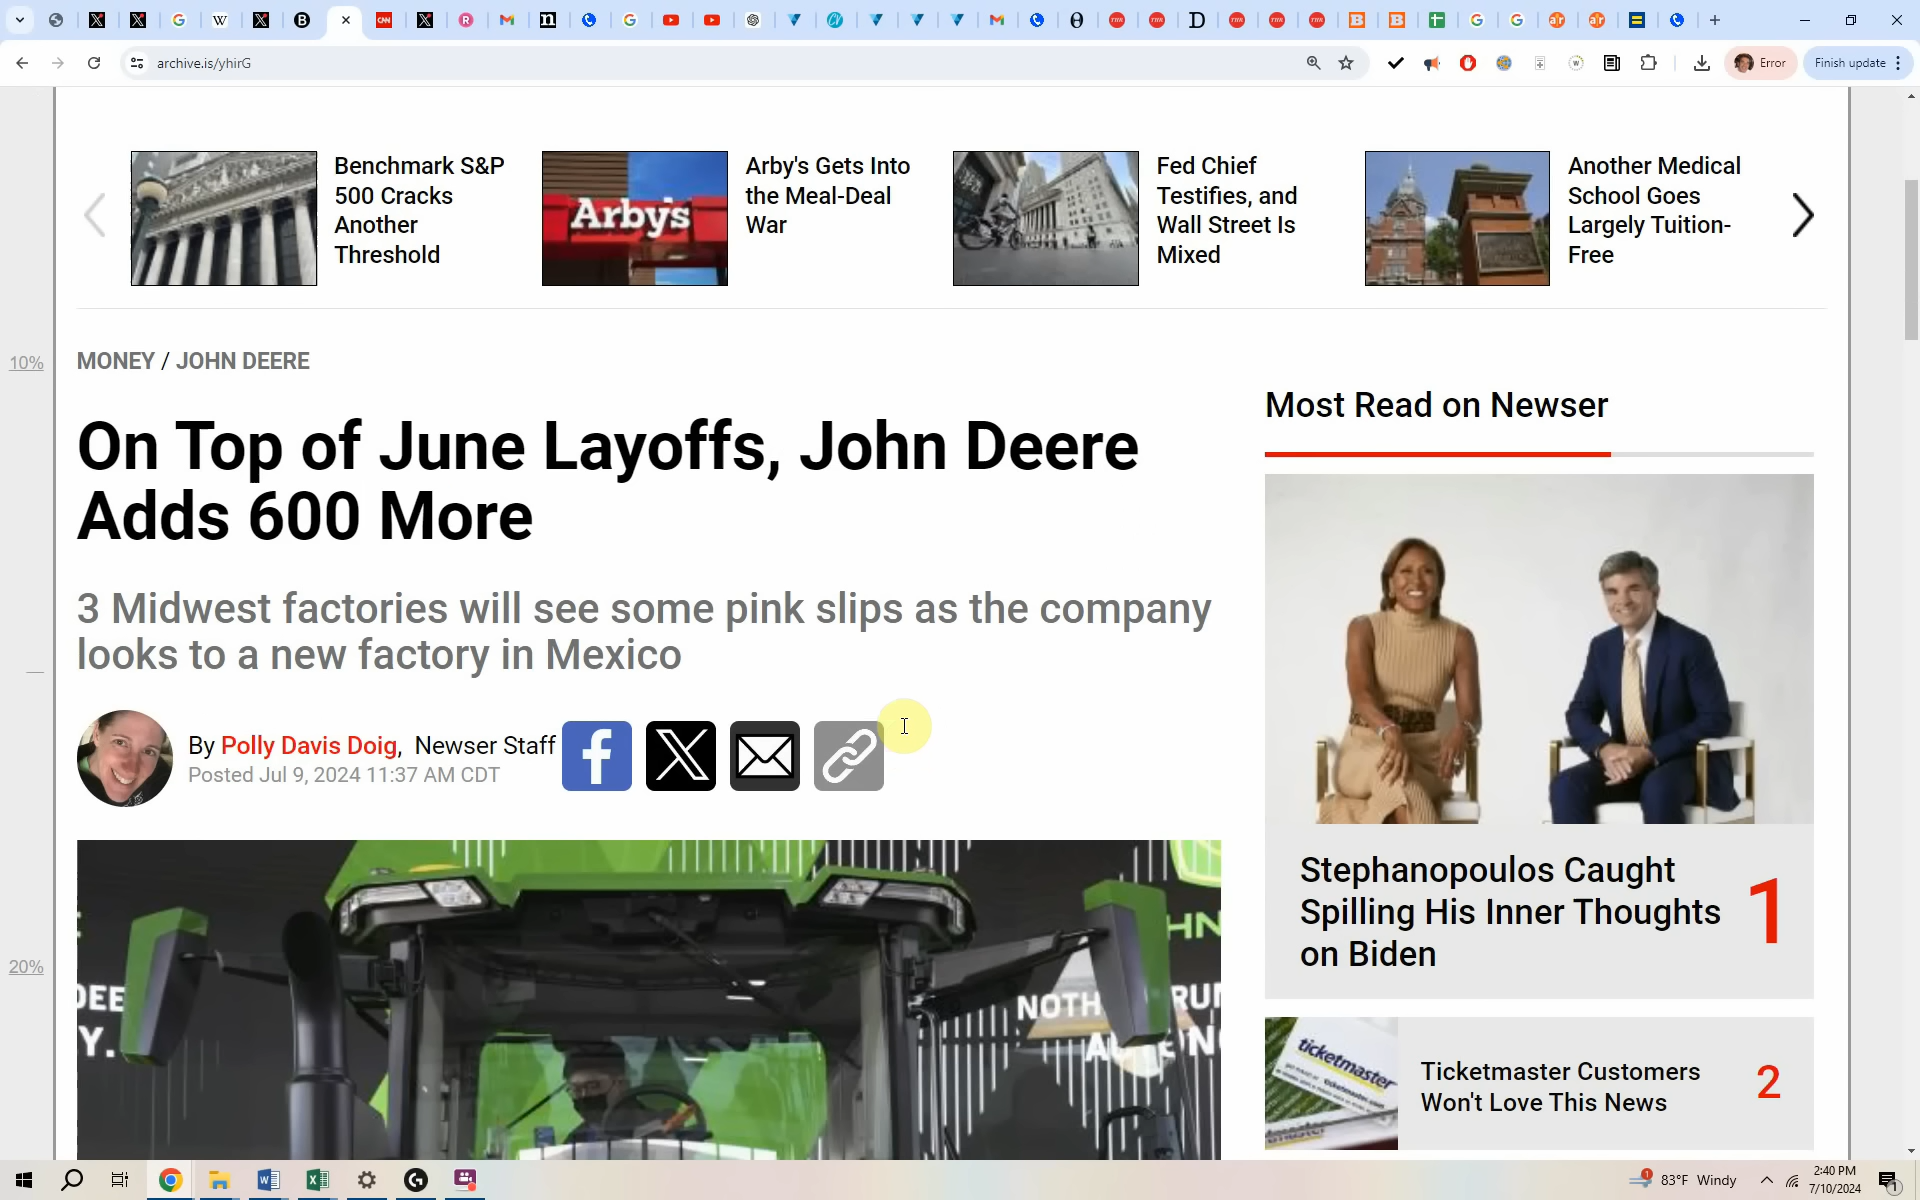 archive.is/yhirG
Error
Finish update
Benchmark S&P
500 Cracks
Another
Threshold
Arby's
Arby's Gets Into
the Meal-Deal
War
Fed Chief
Testifies, and
Wall Street Is
Mixed
Another Medical
School Goes
Largely Tuition-
Free
10%
MONEY / JOHN DEERE
Most Read on Newser
On Top of June Layoffs, John Deere
Adds 600 More
3 Midwest factories will see some pink slips as the company
looks to a new factory in Mexico
By Polly Davis Doig, Newser Staff
Posted Jul 9, 2024 11:37 AM CDT
Stephanopoulos Caught
Spilling His Inner Thoughts
on Biden
1
20%
ticketmaster
ticketmaster
Ticketmaster Customers
Won't Love This News
2
83°F Windy
2:40 PM
7/10/2024